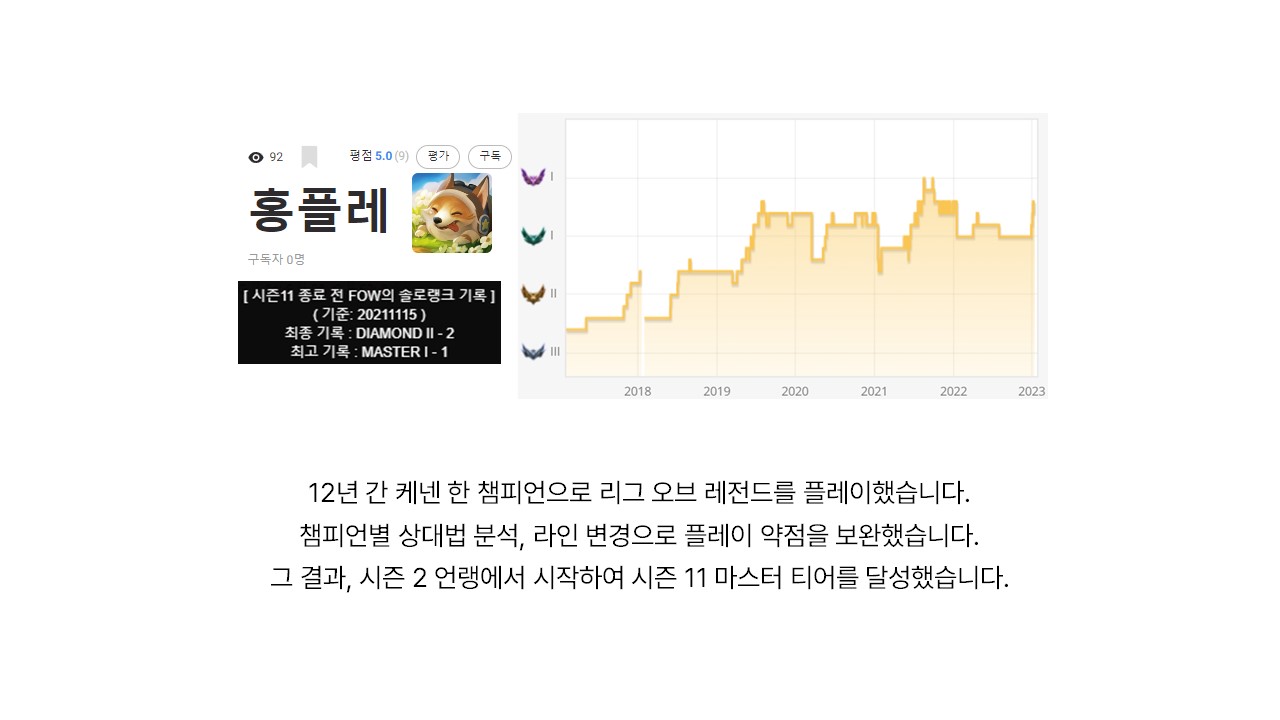 92 평점 5.0 (9) 평가 구독
홍플레
구독자 0명
[ 시즌11 종료 전 FOW의 솔로랭크 기록 ]
( 기준: 20211115 )
최종 기록 : DIAMOND II - 2
최고 기록 : MASTER I - 1
I
I
II
III
2018 2019 2020 2021 2022 2023
12년 간 케넨 한 챔피언으로 리그 오브 레전드를 플레이했습니다.
챔피언별 상대법 분석, 라인 변경으로 플레이 약점을 보완했습니다.
그 결과, 시즌 2 언랭에서 시작하여 시즌 11 마스터 티어를 달성했습니다.